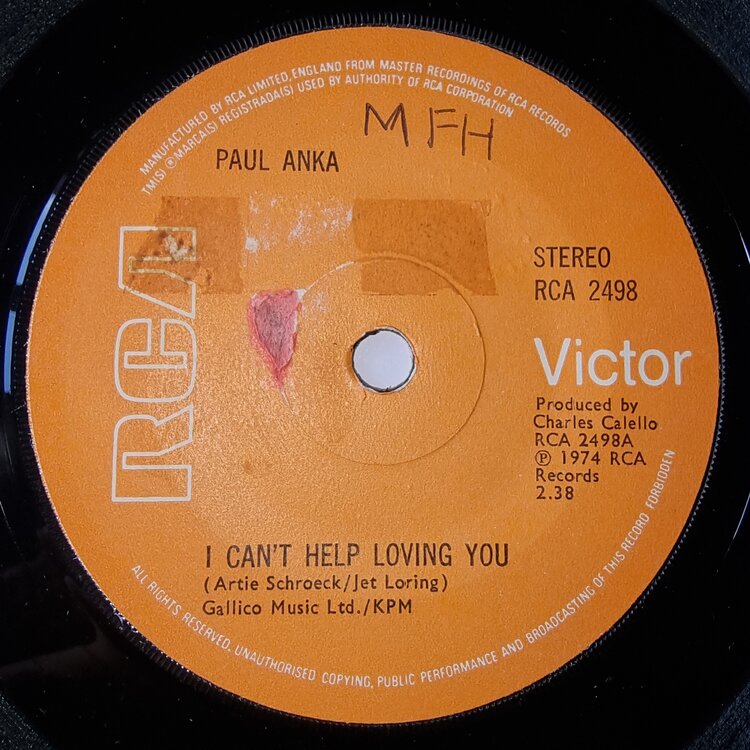 MANUFACTURED BY RCA LIMITED, ENGLAND FROM MASTER RECORDINGS OF RCA RECORDS
TM(S) ® MARCA(S) REGISTRADA(S) USED BY AUTHORITY OF RCA CORPORATION
MFH
PAUL ANKA
RCA
STEREO
RCA 2498
Victor
Produced by
Charles Calello
RCA 2498A
℗ 1974 RCA
Records
2.38
I CAN'T HELP LOVING YOU
(Artie Schroeck/Jet Loring)
Gallico Music Ltd./KPM
ALL RIGHTS RESERVED, UNAUTHORISED COPYING, PUBLIC PERFORMANCE AND BROADCASTING OF THIS RECORD FORBIDDEN